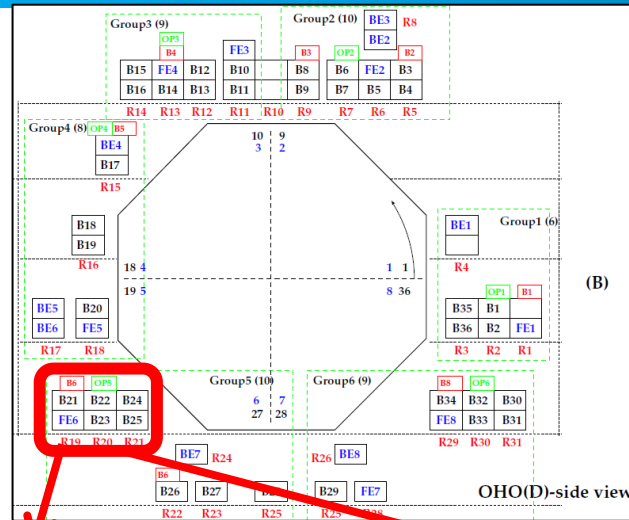 Group3 (9)
Group2 (10)
BE3
R8
BE2
OP3
B4
FE3
B3
OP2
B2
B15 FE4 B12 B10 B8 B6 FE2 B3
B16 B14 B13 B11 B9 B7 B5 B4
R14 R13 R12 R11 R10 R9 R7 R6 R5
Group4 (8)
OP4 B5
BE4
B17
R15
10 9
3 2
B18
B19
R16
BE1
Group1 (6)
R4
18 4
1 1
19 5
8 36
(B)
OP1 B1
BE5 B20
BE6 FE5
R17 R18
B35 B1
B36 B2 FE1
R3 R2 R1
B6
Group5 (10)
Group6 (9)
B8 OP6
B21 B22 B24
FE6 B23 B25
R19 R20 R21
6 7
27 28
B34 B32 B30
FE8 B33 B31
R29 R30 R31
BE7
R24
R26
BE8
B6
B26 B27
B29 FE7
OHO(D)-side view
R22 R23 R25